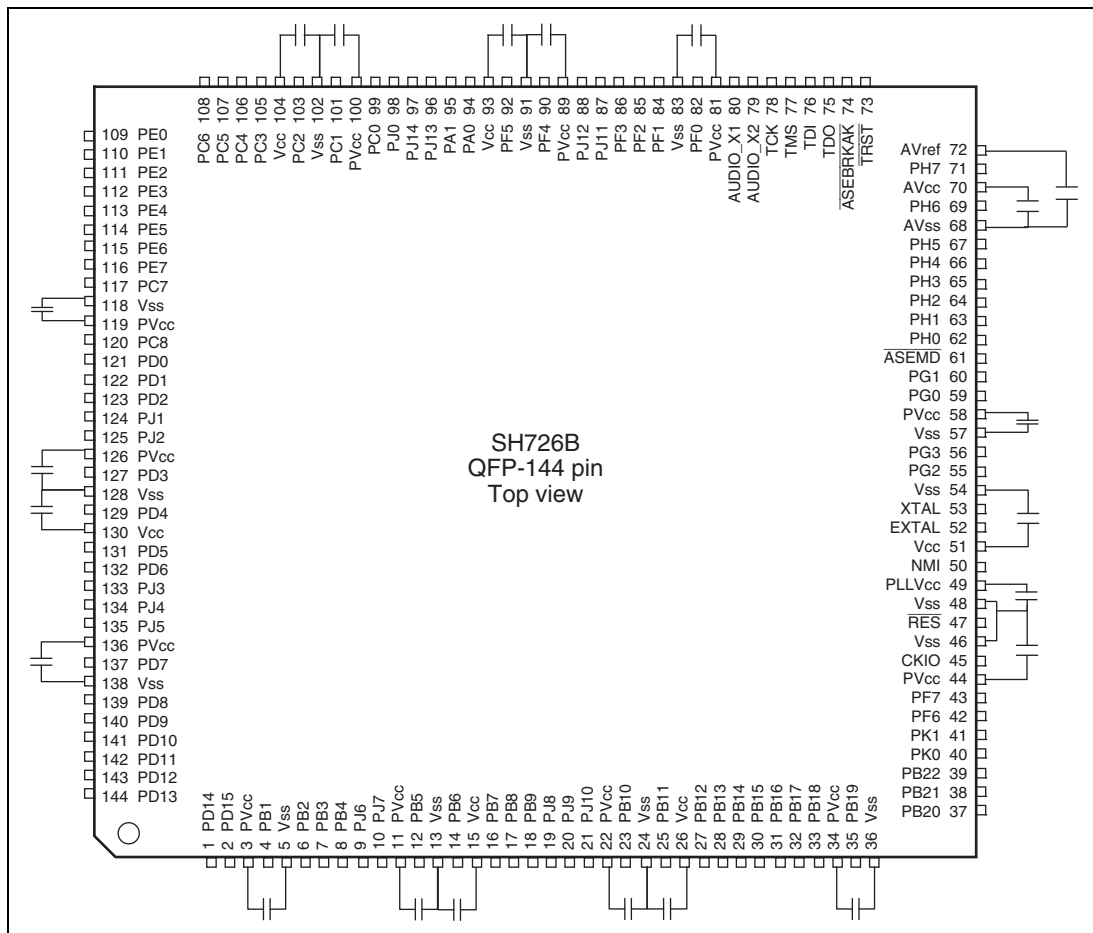 108 PC6
107 PC5
106 PC4
105 PC3
104 Vcc
103 PC2
102 Vss
101 PC1
100 PVcc
99 PC0
98 PJ0
97 PJ14
96 PJ13
95 PA1
94 PA0
93 Vcc
92 PF5
91 Vss
90 PF4
89 PVcc
88 PJ12
87 PJ11
86 PF3
85 PF2
84 PF1
83 Vss
82 PF0
81 PVcc
80 AUDIO_X1
79 AUDIO_X2
78 TCK
77 TMS
76 TDI
75 TDO
74 ASEBRKAK
73 TRST
109 PE0
110 PE1
111 PE2
112 PE3
113 PE4
114 PE5
115 PE6
116 PE7
117 PC7
118 Vss
119 PVcc
120 PC8
121 PD0
122 PD1
123 PD2
124 PJ1
125 PJ2
126 PVcc
127 PD3
128 Vss
129 PD4
130 Vcc
131 PD5
132 PD6
133 PJ3
134 PJ4
135 PJ5
136 PVcc
137 PD7
138 Vss
139 PD8
140 PD9
141 PD10
142 PD11
143 PD12
144 PD13
SH726B
QFP-144 pin
Top view
AVref 72
PH7 71
AVcc 70
PH6 69
AVss 68
PH5 67
PH4 66
PH3 65
PH2 64
PH1 63
PH0 62
ASEMD 61
PG1 60
PG0 59
PVcc 58
Vss 57
PG3 56
PG2 55
Vss 54
XTAL 53
EXTAL 52
Vcc 51
NMI 50
PLLVcc 49
Vss 48
RES 47
Vss 46
CKIO 45
PVcc 44
PF7 43
PF6 42
PK1 41
PK0 40
PB22 39
PB21 38
PB20 37
1 PD14
2 PD15
3 PVcc
4 PB1
5 Vss
6 PB2
7 PB3
8 PB4
9 PJ6
10 PJ7
11 PVcc
12 PB5
13 Vss
14 PB6
15 Vcc
16 PB7
17 PB8
18 PB9
19 PJ8
20 PJ9
21 PJ10
22 PVcc
23 PB10
24 Vss
25 PB11
26 Vcc
27 PB12
28 PB13
29 PB14
30 PB15
31 PB16
32 PB17
33 PB18
34 PVcc
35 PB19
36 Vss